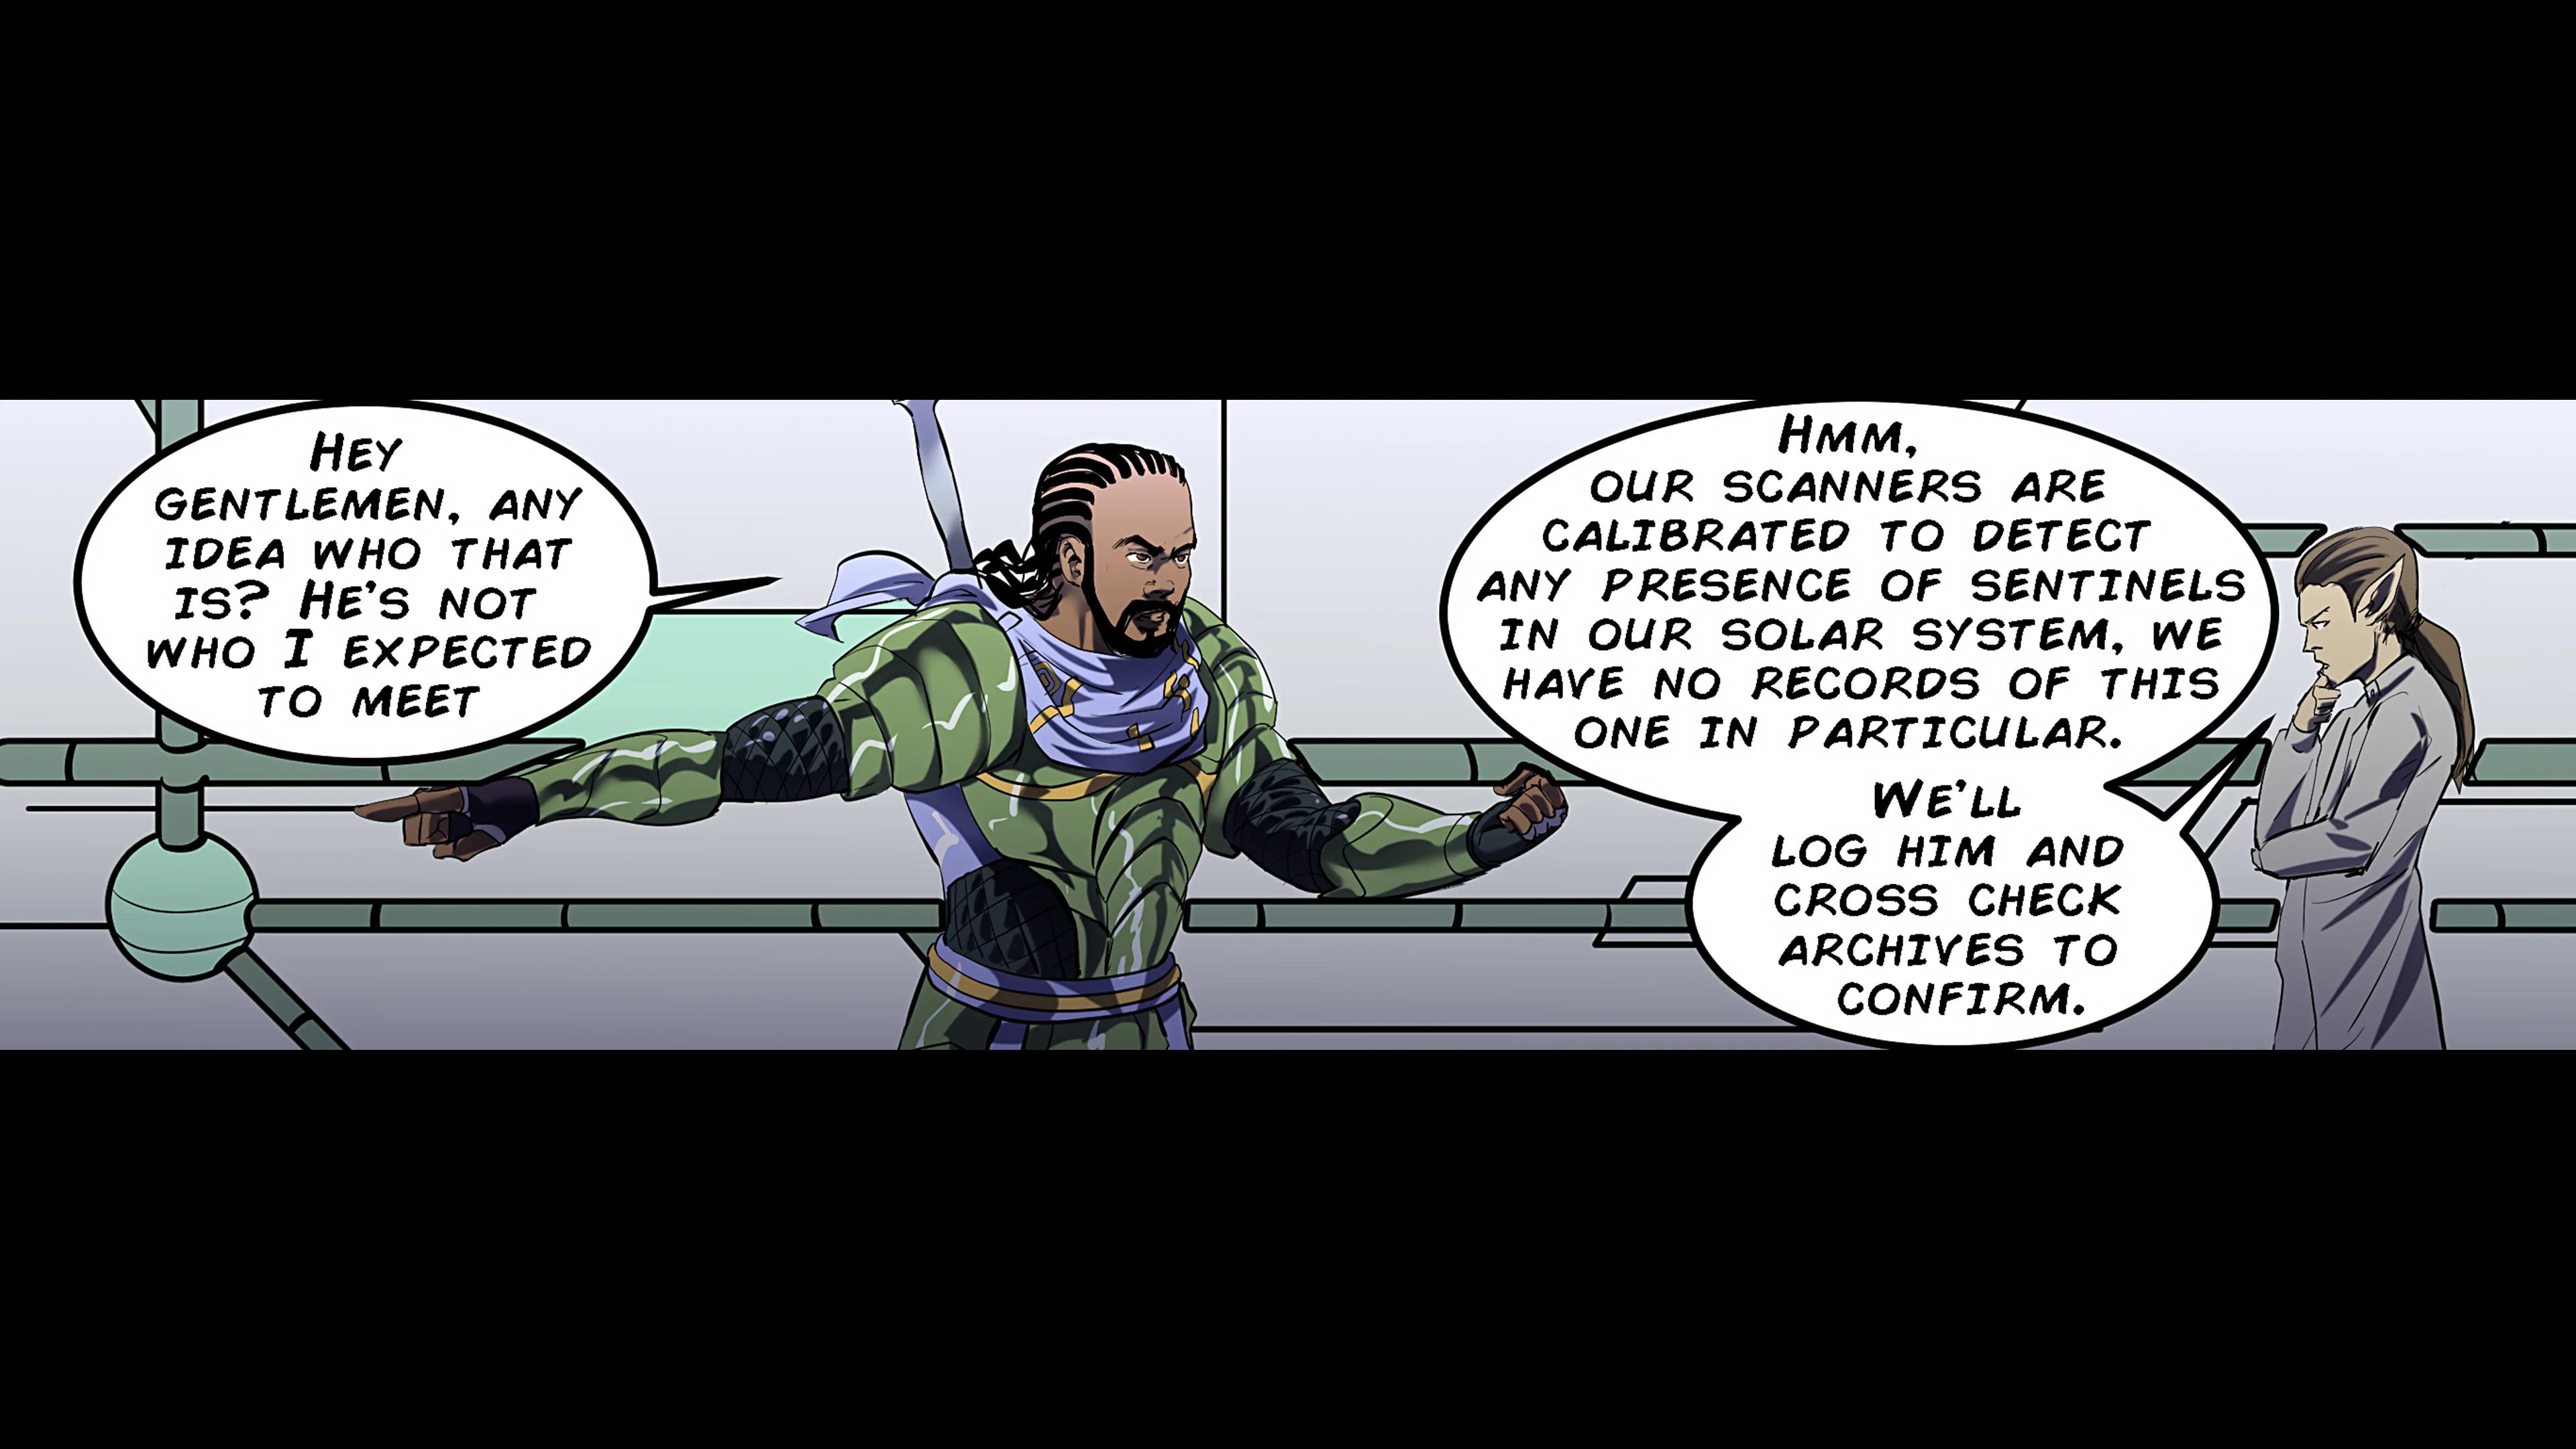 Hey
gentlemen, any
idea who that
is? He's not
who I expected
to meet
Hmm,
our scanners are
calibrated to detect
any presence of sentinels
in our solar system, we
have no records of this
one in particular.
We'll
log him and
cross check
archives to
confirm.